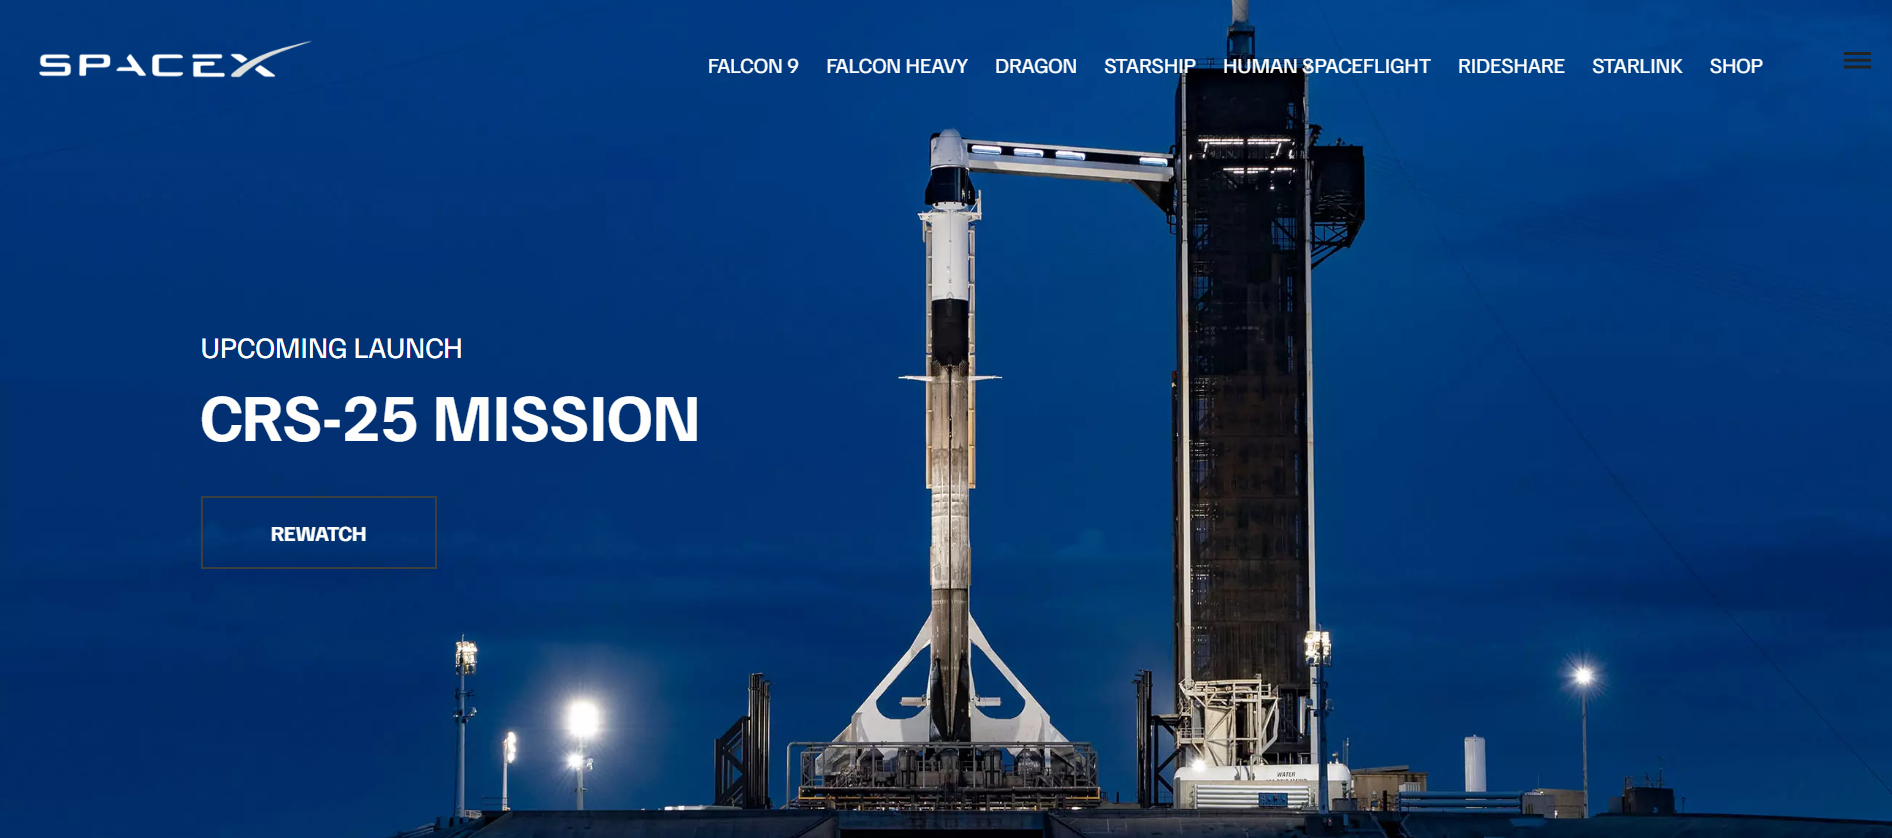 SPACEX
FALCON 9 FALCON HEAVY DRAGON STARSHIP HUMAN SPACEFLIGHT RIDESHARE STARLINK SHOP
UPCOMING LAUNCH
CRS-25 MISSION
REWATCH
WATER